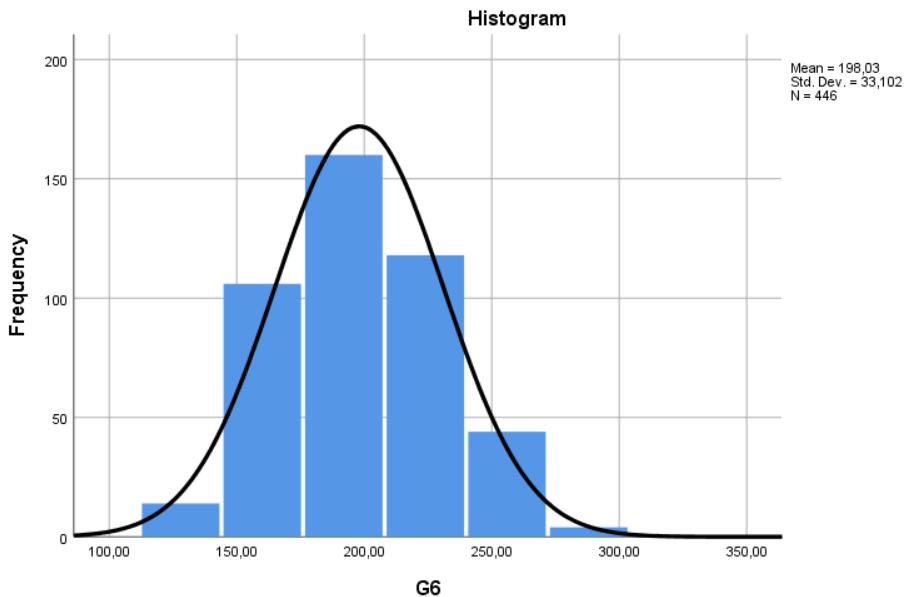 Histogram
Mean = 198,03
Std. Dev. = 33,102
N = 446
Frequency
200
150
100
50
0
100,00 150,00 200,00 250,00 300,00 350,00
G6